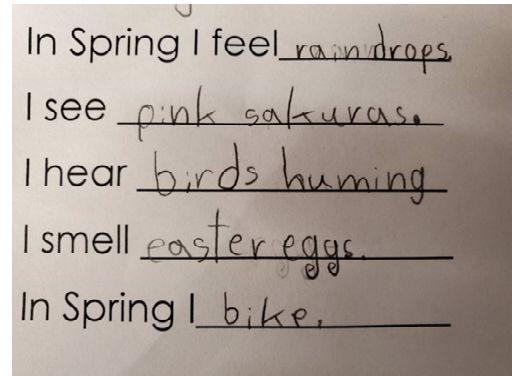 In Spring I feel raindrops.
I see pink sakuras.
I hear birds huming
I smell easter eggs.
In Spring I bike.